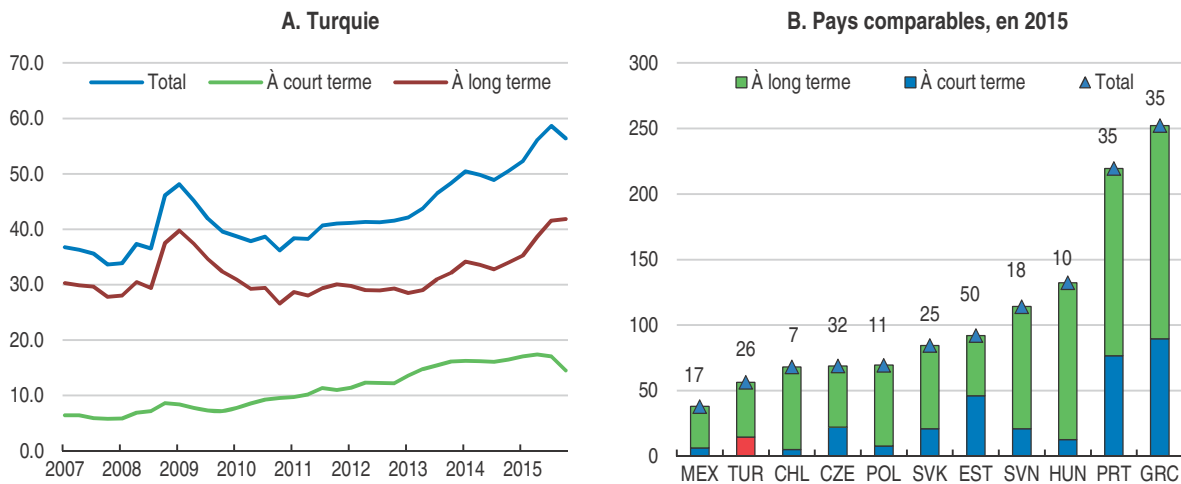 A. Turquie
70.0
Total À court terme À long terme
60.0
50.0
40.0
30.0
20.0
10.0
0.0
2007 2008 2009 2010 2011 2012 2013 2014 2015
B. Pays comparables, en 2015
300
À long terme À court terme Total
250
200
150
100
50
0
17 26 7 32 11 25 50 18 10 35 35
MEX TUR CHL CZE POL SVK EST SVN HUN PRT GRC